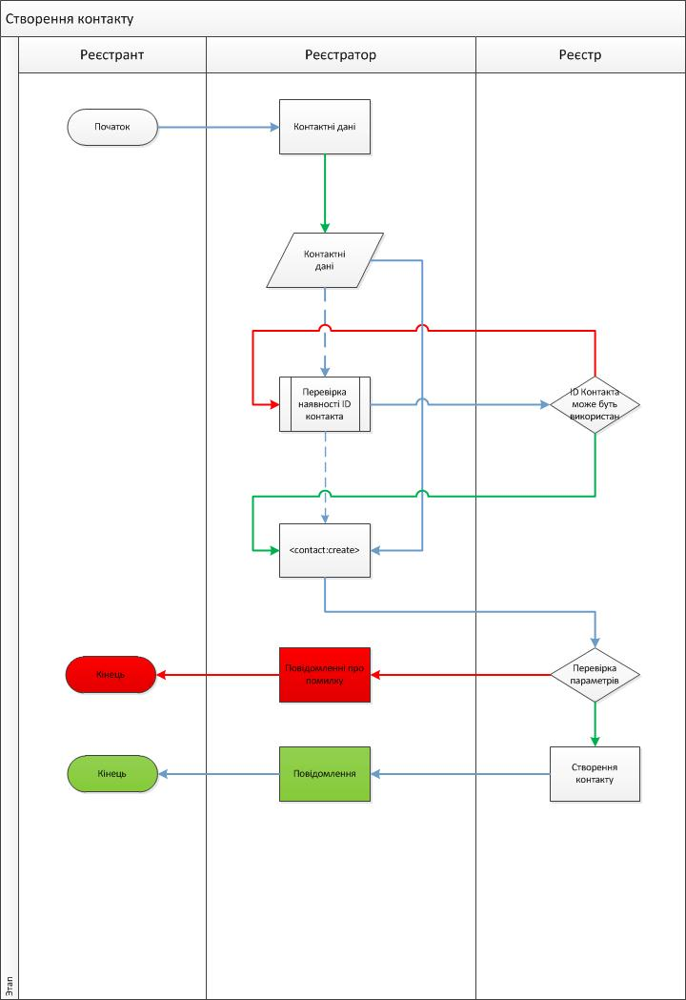 Створення контакту
Реєстрант
Реєстратор
Реєстр
Початок
Контактні дані
Контактні
дані
Перевірка
наявності ID
контакта
ID Контакта
може буть
використан
<contact:create>
Кінець
Повідомленні про
помилку
Перевірка
параметрів
Кінець
Повідомлення
Створення
контакту
Этап